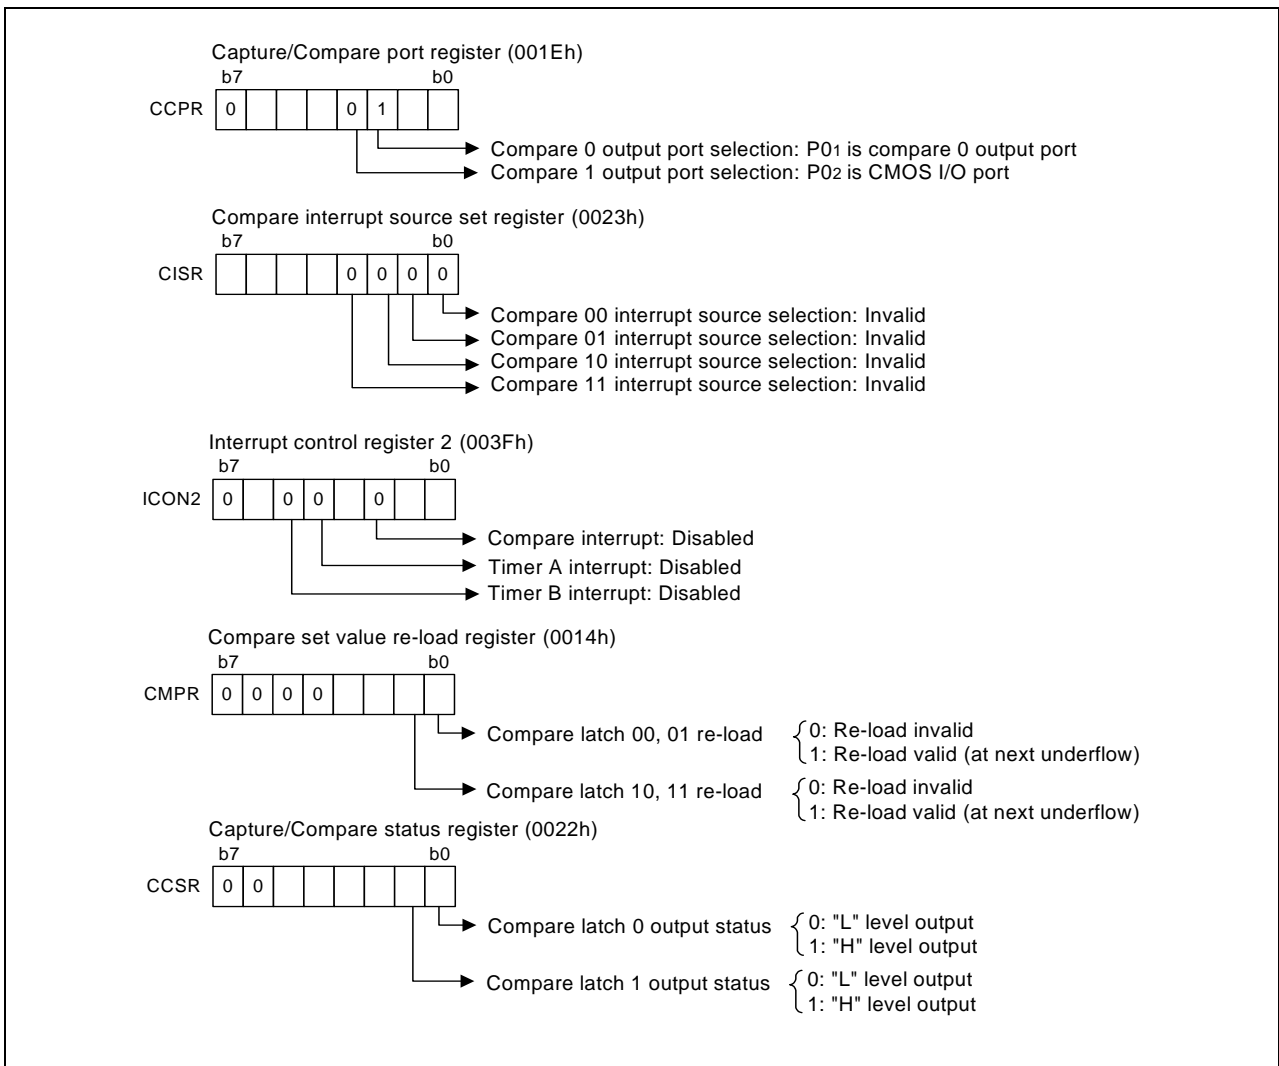 Capture/Compare port register (001Eh)
b7 b0
CCPR 0 0 1
Compare 0 output port selection: P01 is compare 0 output port
Compare 1 output port selection: P02 is CMOS I/O port
Compare interrupt source set register (0023h)
b7 b0
CISR 0 0 0 0
Compare 00 interrupt source selection: Invalid
Compare 01 interrupt source selection: Invalid
Compare 10 interrupt source selection: Invalid
Compare 11 interrupt source selection: Invalid
Interrupt control register 2 (003Fh)
b7 b0
ICON2 0 0 0 0
Compare interrupt: Disabled
Timer A interrupt: Disabled
Timer B interrupt: Disabled
Compare set value re-load register (0014h)
b7 b0
CMPR 0 0 0 0
Compare latch 00, 01 re-load
0: Re-load invalid
1: Re-load valid (at next underflow)
Compare latch 10, 11 re-load
0: Re-load invalid
1: Re-load valid (at next underflow)
Capture/Compare status register (0022h)
b7 b0
CCSR 0 0
Compare latch 0 output status
0: "L" level output
1: "H" level output
Compare latch 1 output status
0: "L" level output
1: "H" level output